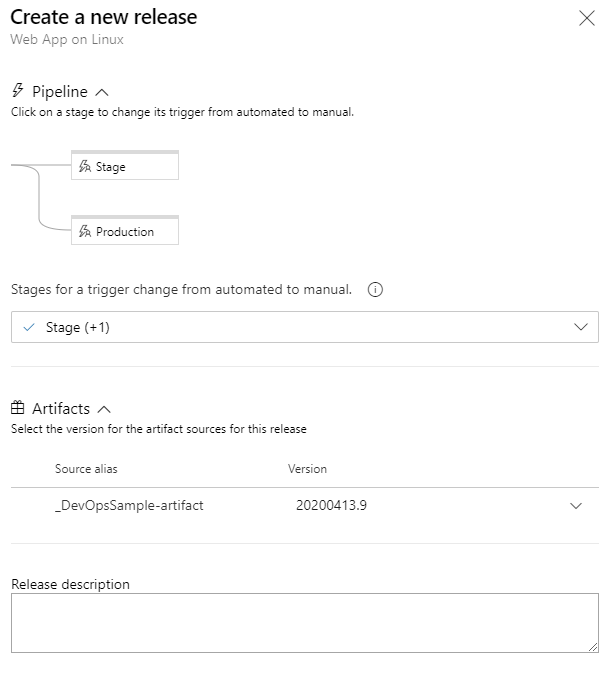 Create a new release
Web App on Linux
Pipeline
Click on a stage to change its trigger from automated to manual.
Stage
Production
Stages for a trigger change from automated to manual.
Stage (+1)
Artifacts
Select the version for the artifact sources for this release
Source alias Version
_DevOpsSample-artifact 20200413.9
Release description